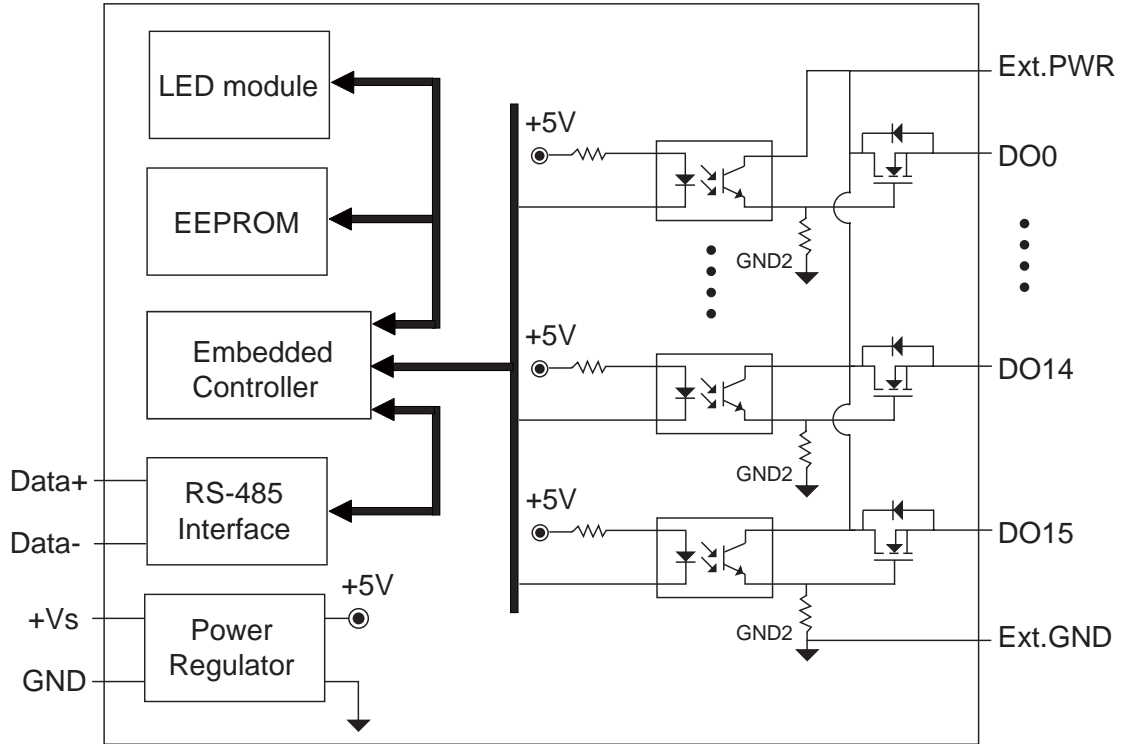 LED module
EEPROM
Embedded
Controller
RS-485
Interface
Power
Regulator
Data+
Data-
+Vs
GND
+5V
+5V
GND2
+5V
GND2
+5V
GND2
Ext.PWR
DO0
DO14
DO15
Ext.GND